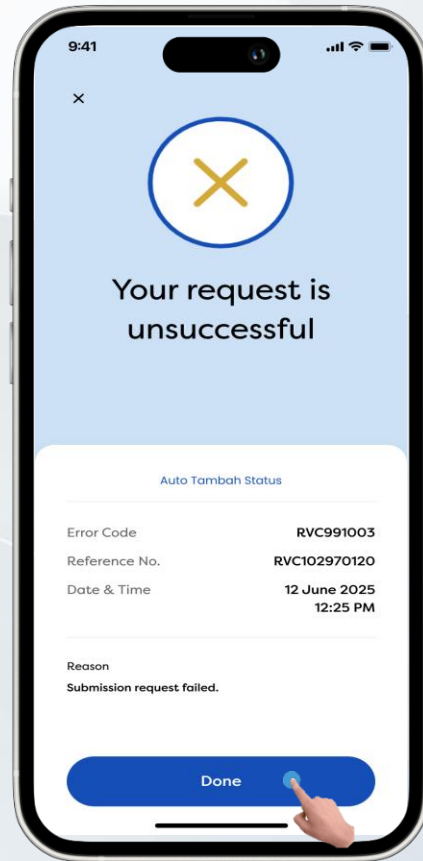 9:41
Your request is
unsuccessful
Auto Tambah Status
Error Code RVC991003
Reference No. RVC102970120
Date & Time 12 June 2025
12:25 PM
Reason
Submission request failed.
Done